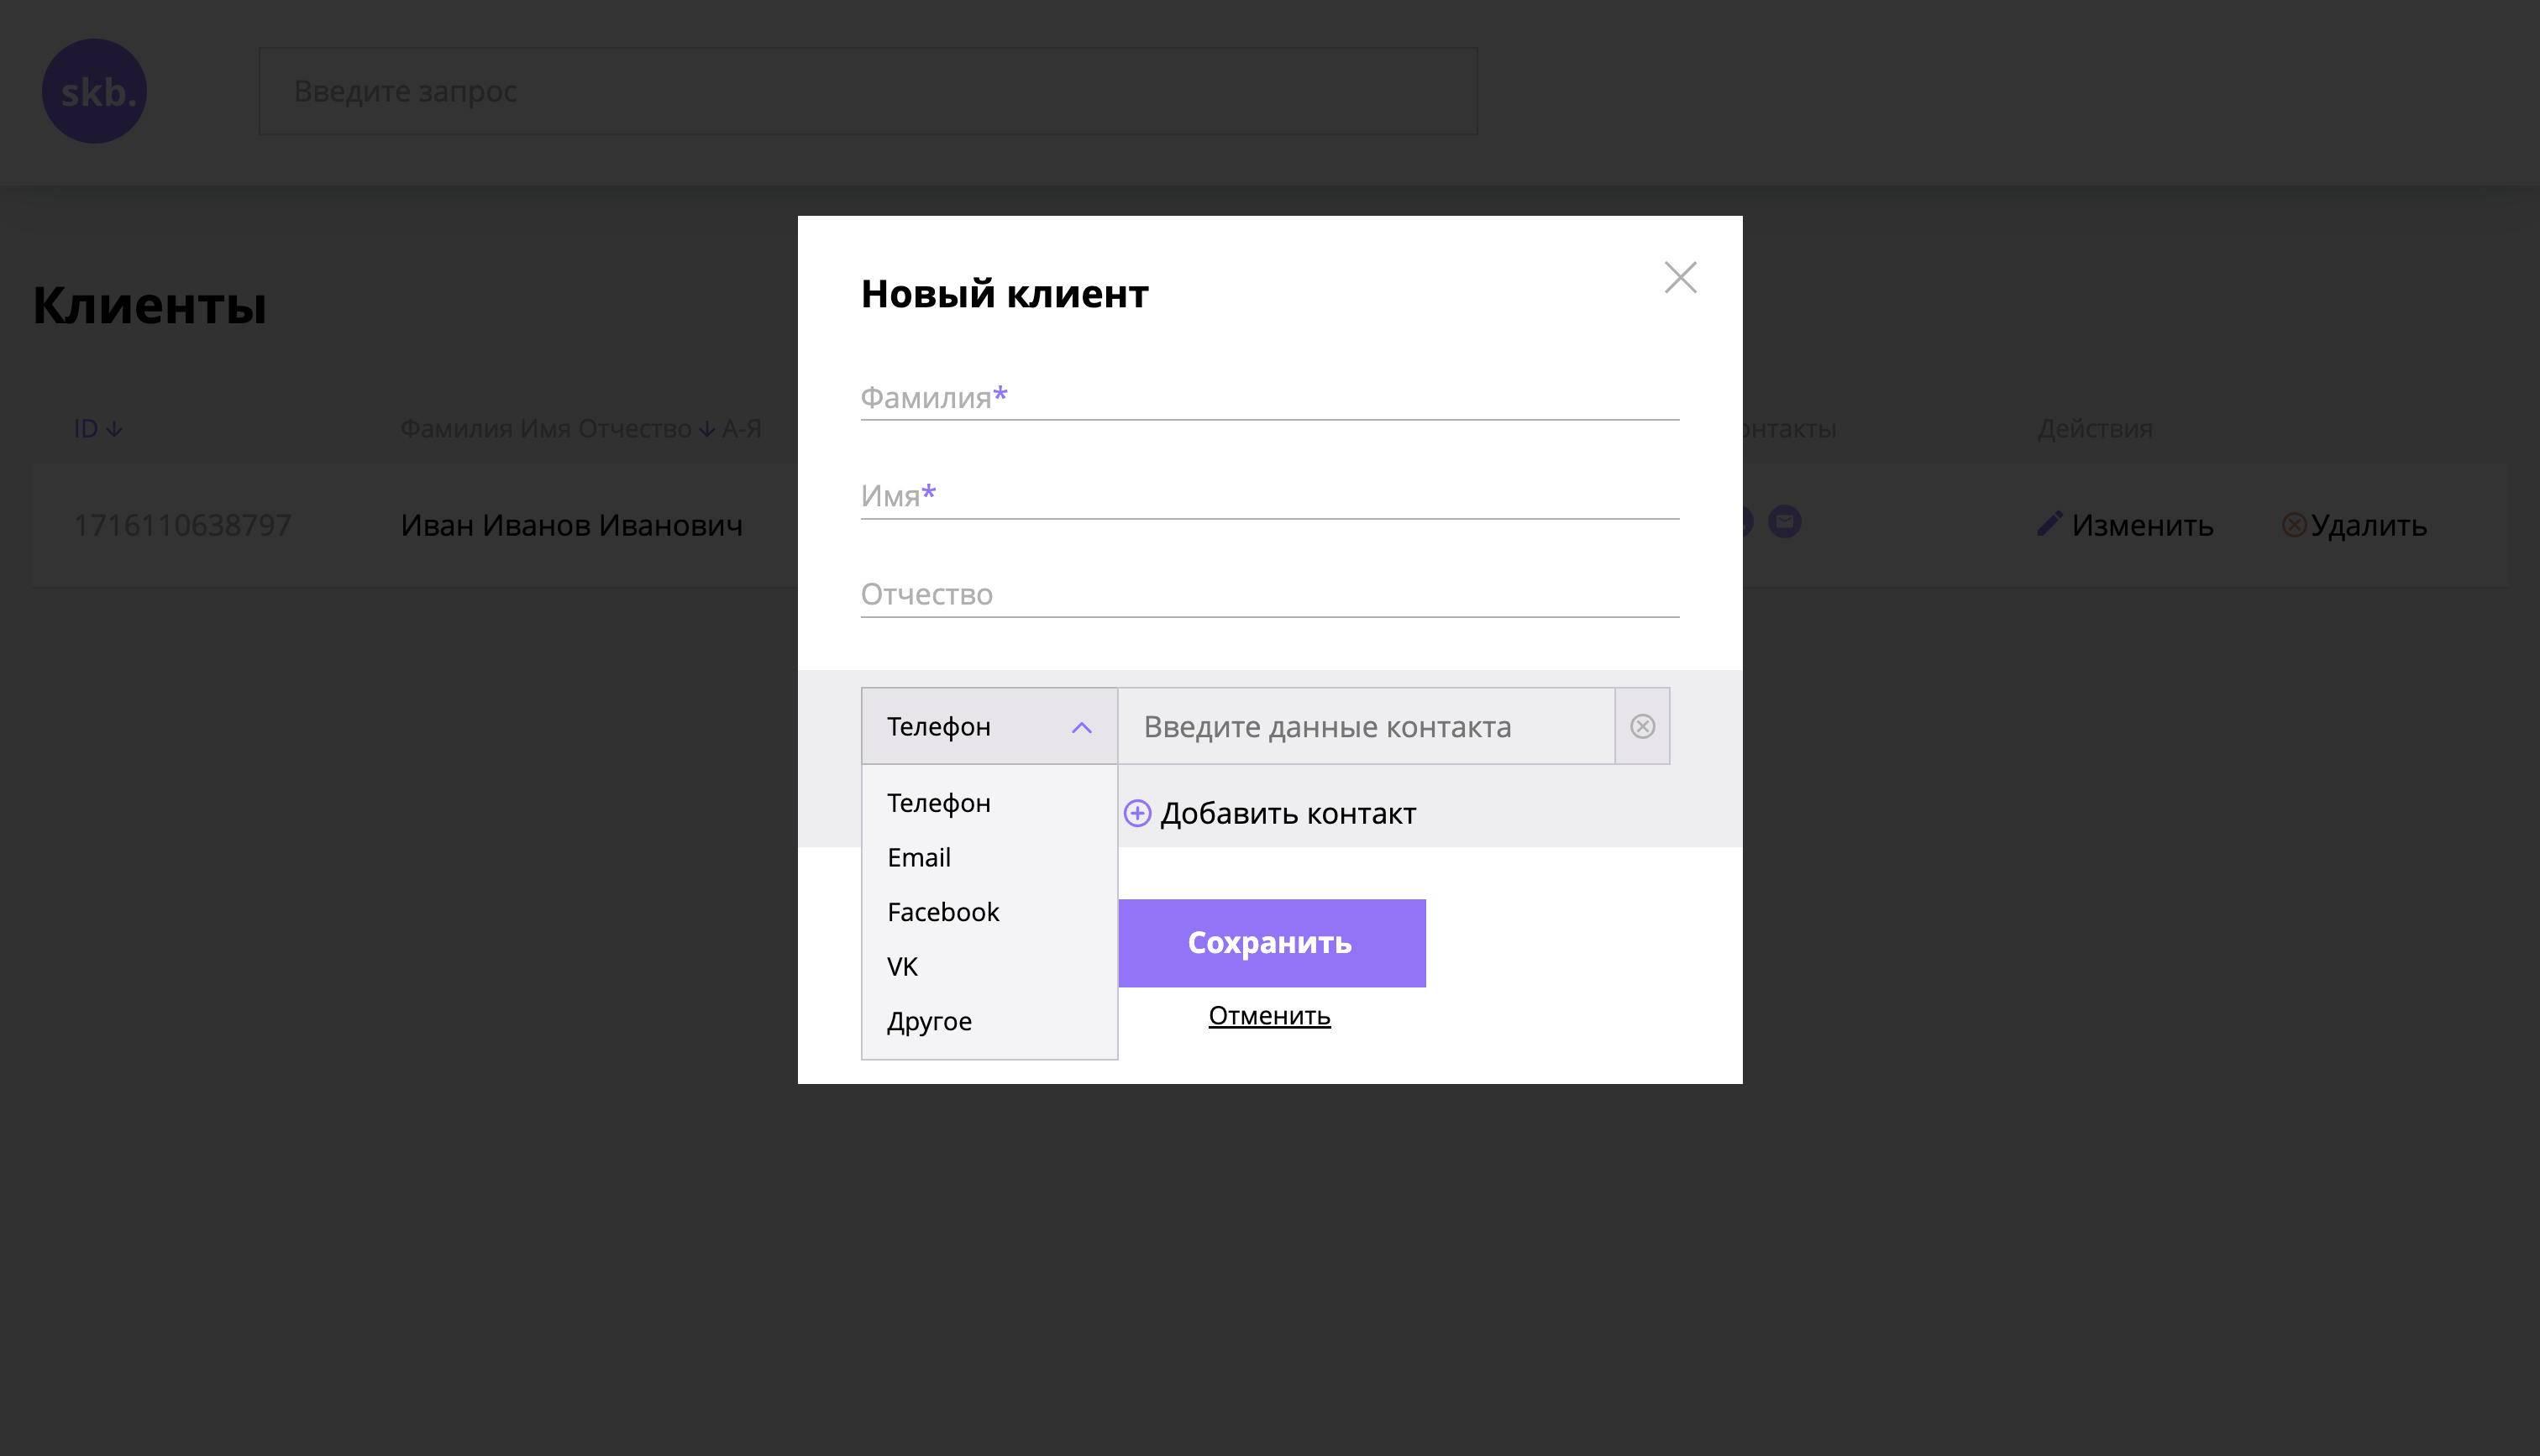 skb.
Введите запрос
Новый клиент
Клиенты
Фамилия*
ID Фамилия Имя Отчество А-Я онтакты Действия
Имя*
1716110638797 Иван Иванов Иванович Изменить Удалить
Отчество
Телефон Введите данные контакта
Телефон
Добавить контакт
Email
Facebook
Сохранить
VK
Отменить
Другое